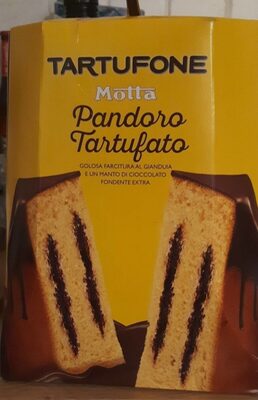 TARTUFONE
Motta
Pandoro
Tartufato
GOLOSA FARCITURA AL GIANDUIA
E UN MANTO DI CIOCCOLATO
FONDENTE EXTRA